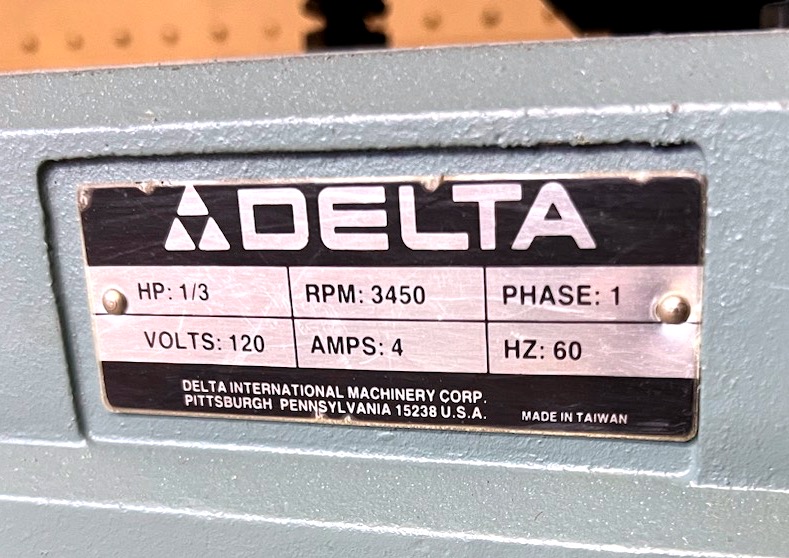 DELTA
HP: 1/3 RPM: 3450 PHASE: 1
VOLTS: 120 AMPS: 4 HZ: 60
DELTA INTERNATIONAL MACHINERY CORP.
PITTSBURGH PENNSYLVANIA 15238 U.S.A.
MADE IN TAIWAN